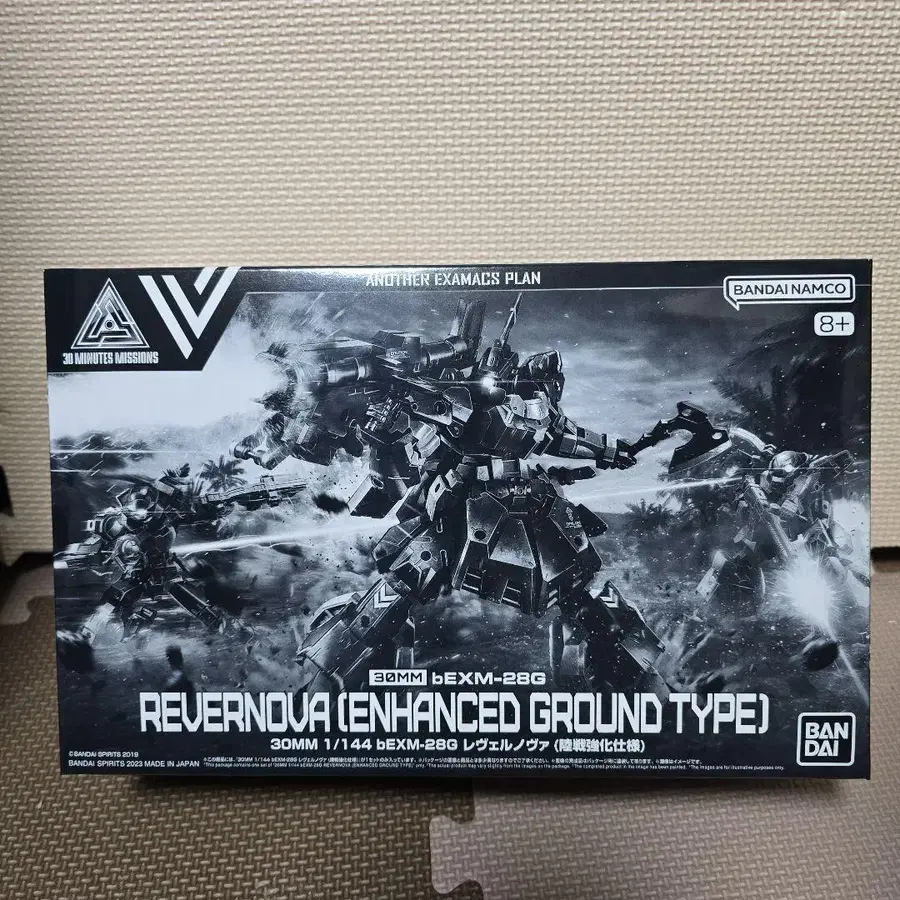 ANOTHER EXAMACS PLAN
BANDAI NAMCO
8+
30 MINUTES MISSIONS
30MM bEXM-28G
REVERNOVA (ENHANCED GROUND TYPE)
30MM 1/144 bEXM-28G レヴェルノヴァ (陸戦強化仕様)
BAN
DAI
©BANDAI SPIRITS 2019
BANDAI SPIRITS 2023 MADE IN JAPAN